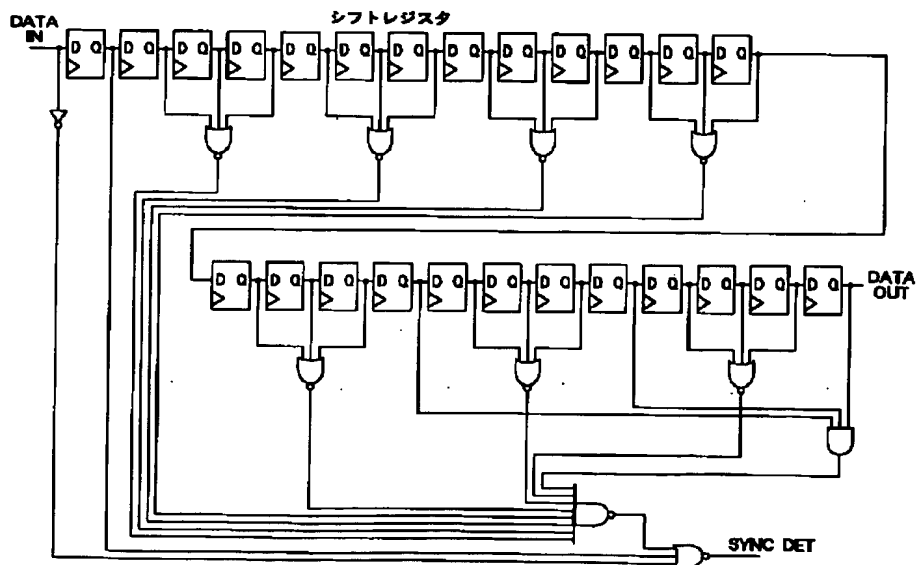 シフトレジスタ
DATA
IN
D Q D Q D Q D Q D Q D Q D Q D Q D Q D Q D Q D Q D Q
D Q D Q D Q D Q D Q D Q D Q D Q D Q D Q D Q D Q
DATA
OUT
SYNC DET